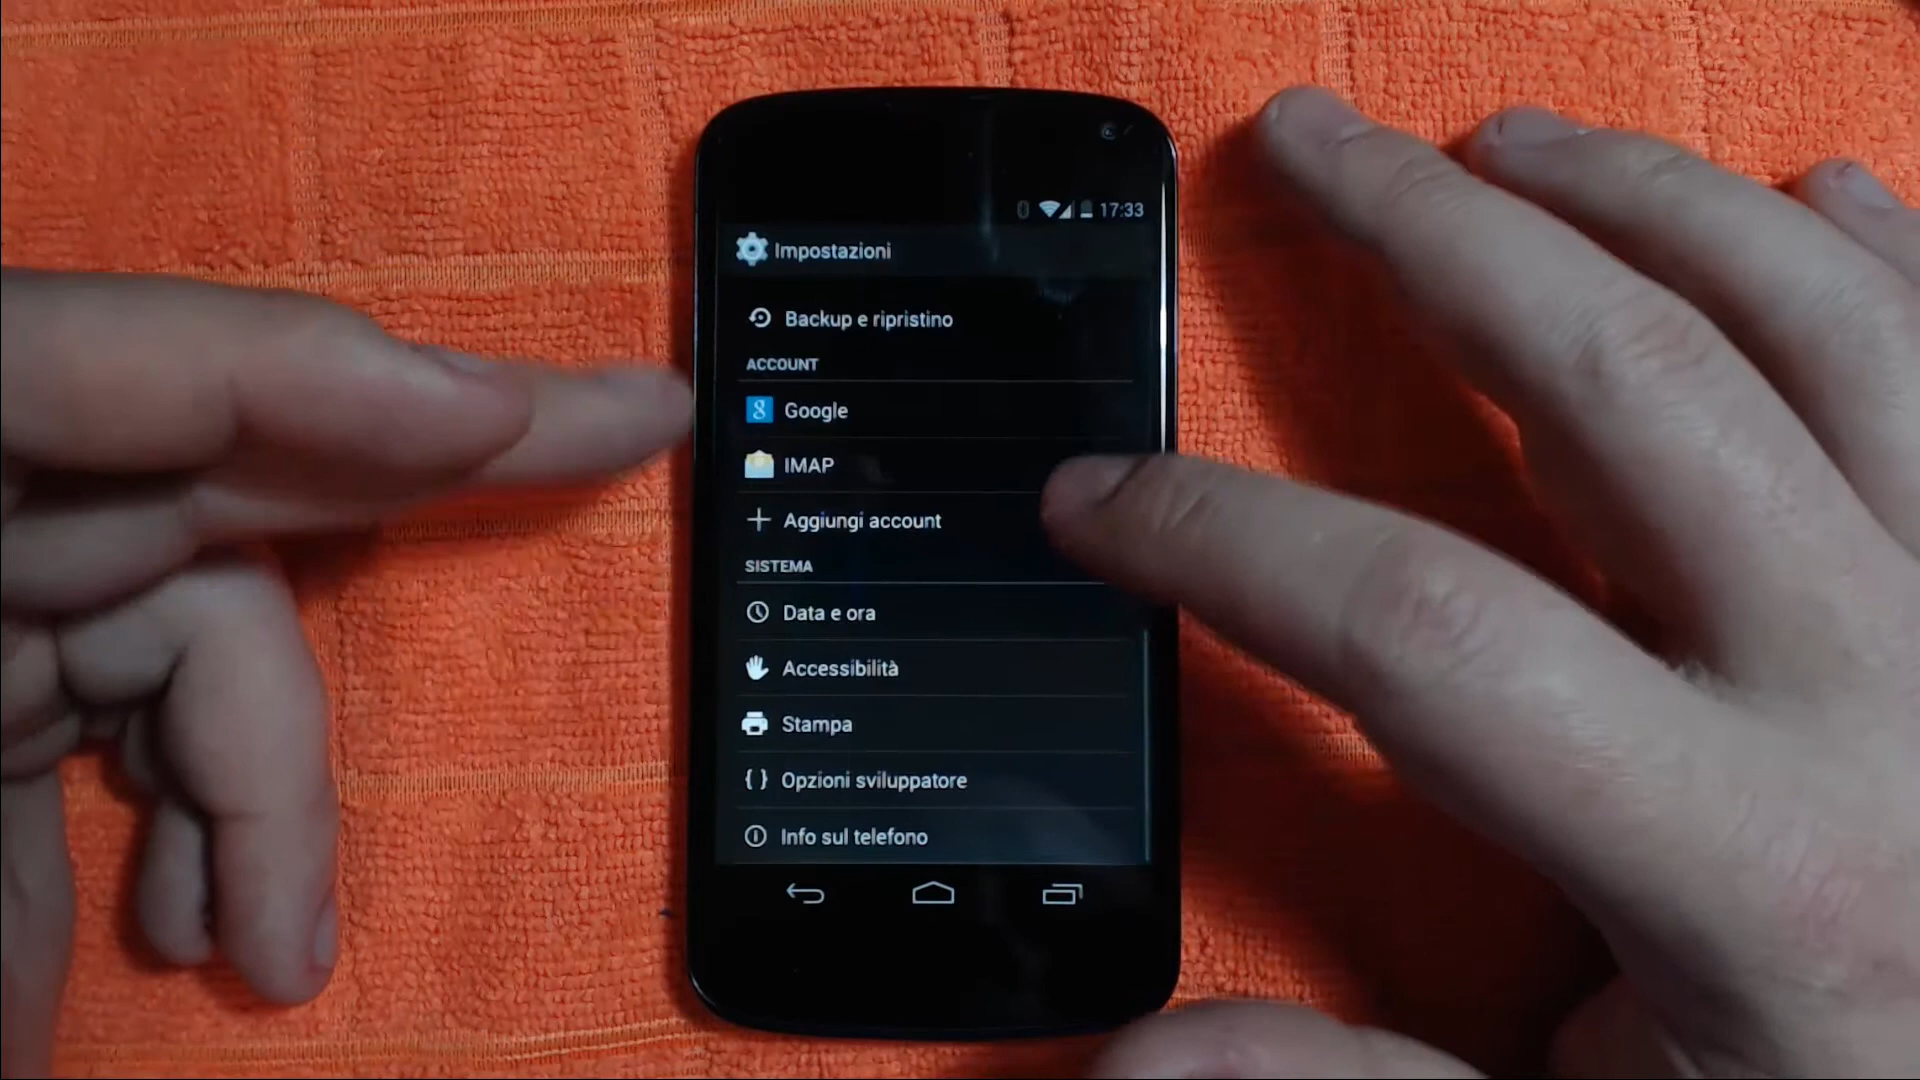 17:33
Impostazioni
Backup e ripristino
ACCOUNT
8 Google
IMAP
Aggiungi account
SISTEMA
Data e ora
Accessibilità
Stampa
{ } Opzioni sviluppatore
Info sul telefono